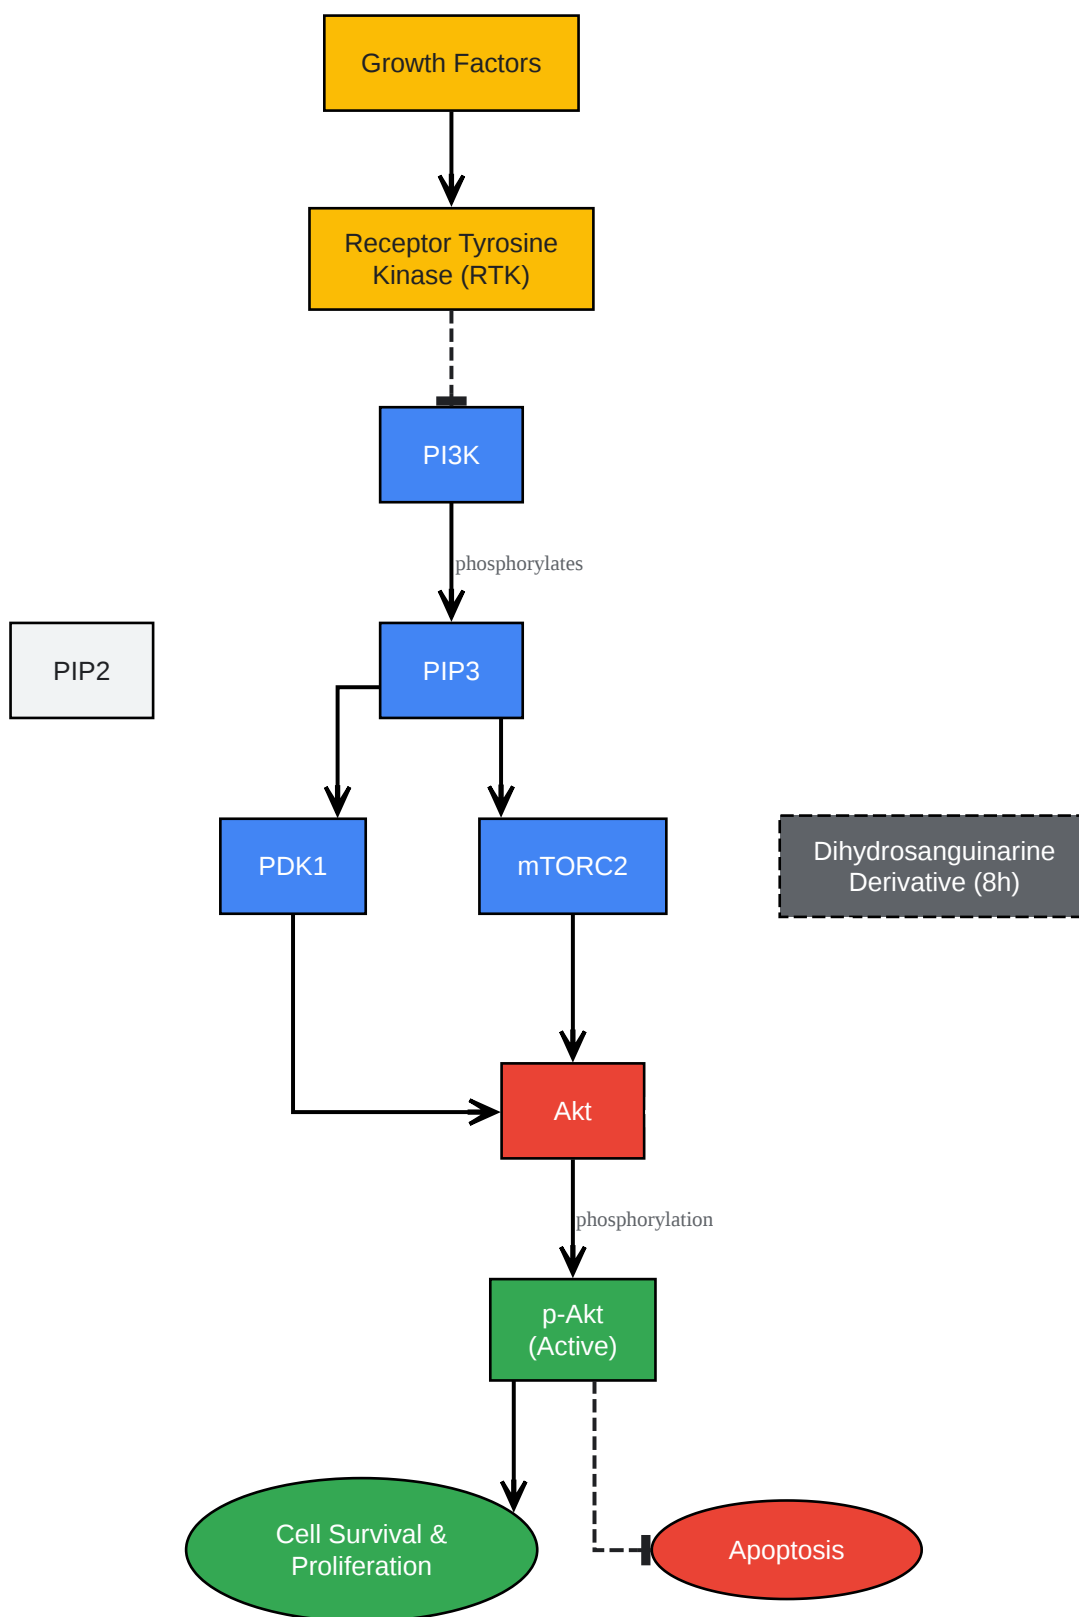 Growth Factors
Receptor Tyrosine
Kinase (RTK)
PI3K
phosphorylates
PIP2
PIP3
PDK1
mTORC2
Dihydrosanguinarine
Derivative (8h)
Akt
phosphorylation
p-Akt
(Active)
Cell Survival &
Proliferation
Apoptosis